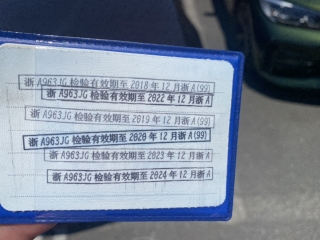 浙 A963JG 检验有效期至 2018 年 12 月浙 A(99)
浙 A963JG 检验有效期至 2022 年 12 月浙 A
浙 A963JG 检验有效期至 2019 年 12 月浙 A(99)
浙 A963JG 检验有效期至 2020 年 12 月浙 A(99)
浙 A963JG 检验有效期至 2023 年 12 月浙 A
浙 A963JG 检验有效期至 2024 年 12 月浙 A